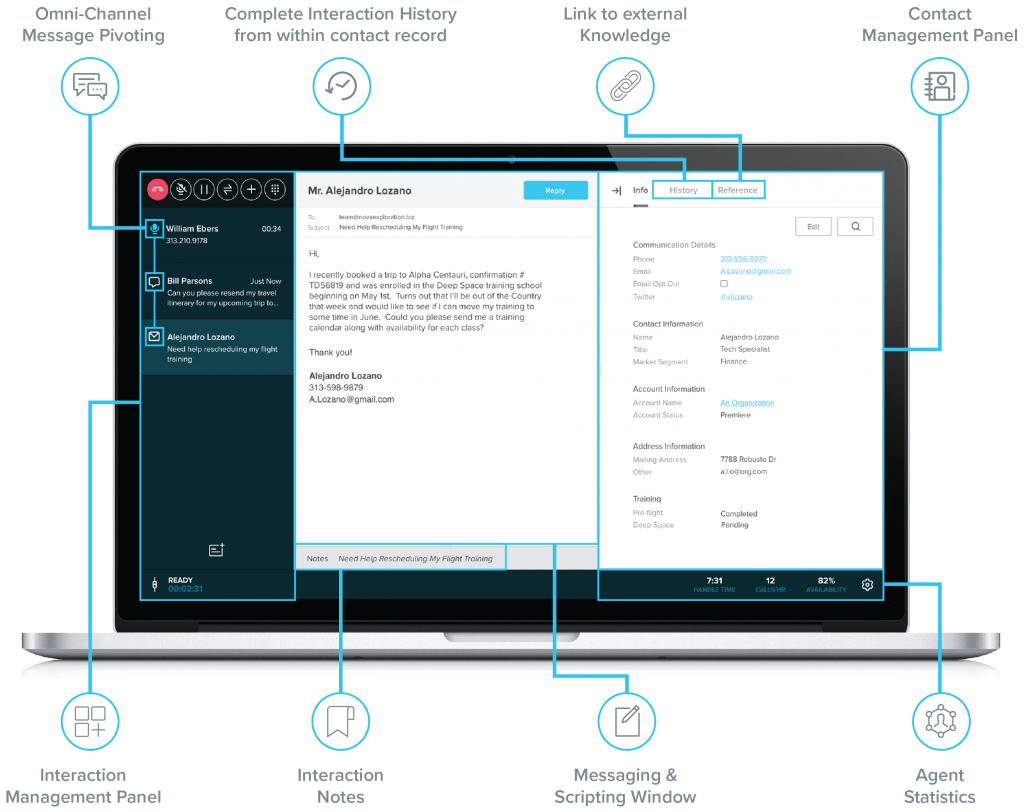 Omni-Channel
Message Pivoting
Complete Interaction History
from within contact record
Link to external
Knowledge
Contact
Management Panel
William Ebers 00:34
313.210.9178
Bill Parsons Just Now
Can you please resend my travel
itinerary for my upcoming trip to...
Alejandro Lozano
Need help rescheduling my flight
training
READY
00:02:31
Mr. Alejandro Lozano
Reply
To team@novaexploration.biz
Subject Need Help Rescheduling My Flight Training
Hi,
I recently booked a trip to Alpha Centauri, confirmation #
TD56819 and was enrolled in the Deep Space training school
beginning on May 1st. Turns out that I'll be out of the Country
that week and would like to see if I can move my training to
some time in June. Could you please send me a training
calendar along with availability for each class?
Thank you!
Alejandro Lozano
313-598-9879
A.Lozano@gmail.com
Notes Need Help Rescheduling My Flight Training
Info History Reference
Edit
Communication Details
Phone 313-598-9879
Email A.Lozano@gmail.com
Email Opt Out
Twitter @alozano
Contact Information
Name Alejandro Lozano
Title Tech Specialist
Market Segment Finance
Account Information
Account Name An Organization
Account Status Premiere
Address Information
Mailing Address 7788 Robusto Dr
Other a.l.o@org.com
Training
Pre-flight Completed
Deep Space Pending
7:31 12 82%
HANDLE TIME CALLS/HR AVAILABILITY
Interaction
Management Panel
Interaction
Notes
Messaging &
Scripting Window
Agent
Statistics